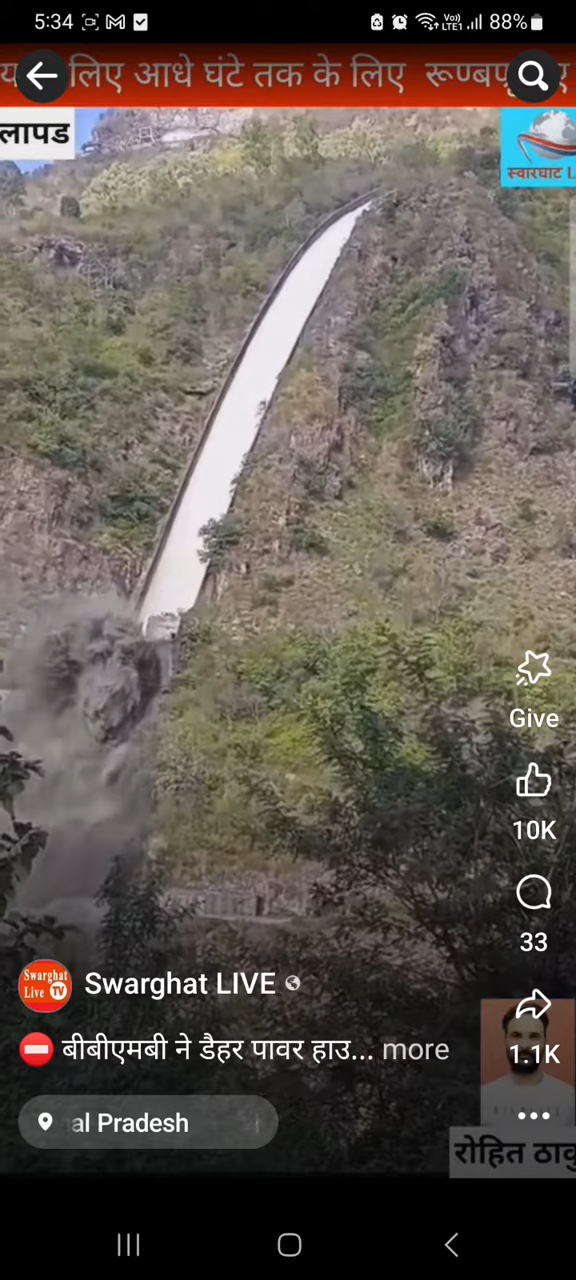 5:34
88%
लिए आधे घंटे तक के लिए
लापड
स्वारघाट L
Give
10K
33
1.1K
Swarghat
Live TV
Swarghat LIVE
बीबीएमबी ने डैहर पावर हाउ... more
al Pradesh
रोहित ठाकु